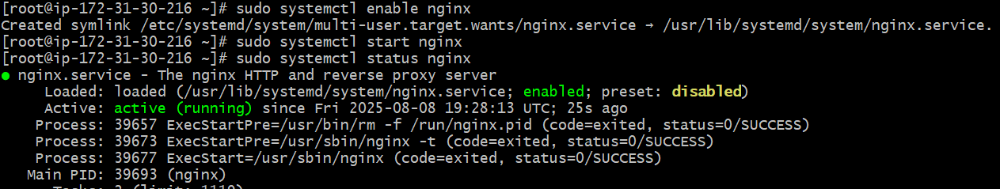 [root@ip-172-31-30-216 ~]# sudo systemctl enable nginx
Created symlink /etc/systemd/system/multi-user.target.wants/nginx.service → /usr/lib/systemd/system/nginx.service.
[root@ip-172-31-30-216 ~]# sudo systemctl start nginx
[root@ip-172-31-30-216 ~]# sudo systemctl status nginx
● nginx.service - The nginx HTTP and reverse proxy server
Loaded: loaded (/usr/lib/systemd/system/nginx.service; enabled; preset: disabled)
Active: active (running) since Fri 2025-08-08 19:28:13 UTC; 25s ago
Process: 39657 ExecStartPre=/usr/bin/rm -f /run/nginx.pid (code=exited, status=0/SUCCESS)
Process: 39673 ExecStartPre=/usr/sbin/nginx -t (code=exited, status=0/SUCCESS)
Process: 39677 ExecStart=/usr/sbin/nginx (code=exited, status=0/SUCCESS)
Main PID: 39693 (nginx)